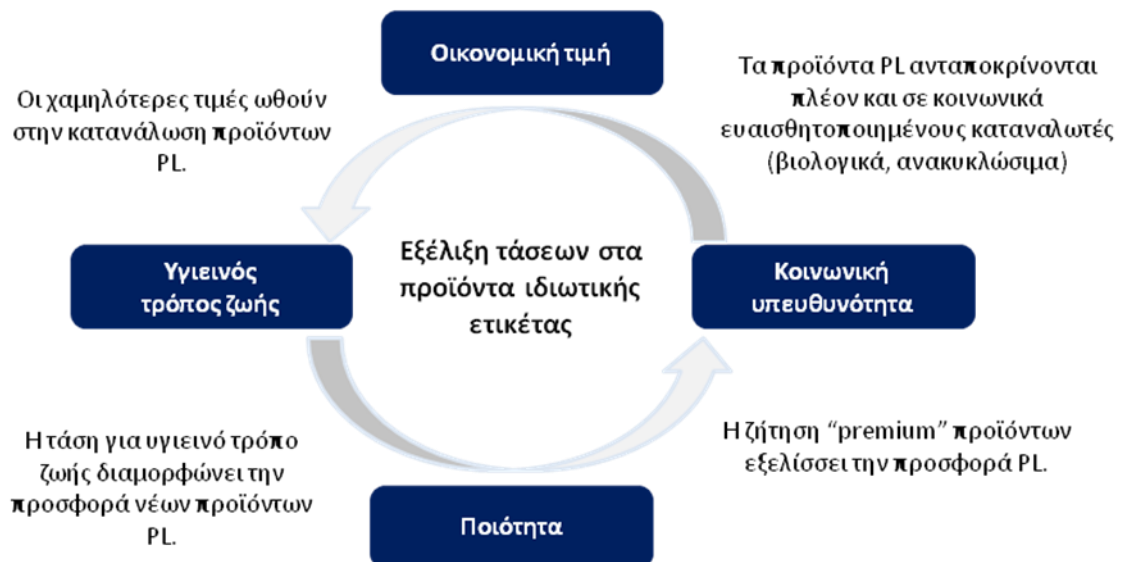 Οικονομική τιμή
Οι χαμηλότερες τιμές ωθούν
στην κατανάλωση προϊόντων
PL.
Τα προϊόντα PL ανταποκρίνονται
πλέον και σε κοινωνικά
ευαισθητοποιημένους καταναλωτές
(βιολογικά, ανακυκλώσιμα)
Υγιεινός
τρόπος ζωής
Εξέλιξη τάσεων στα
προϊόντα ιδιωτικής
ετικέτας
Κοινωνική
υπευθυνότητα
Η τάση για υγιεινό τρόπο
ζωής διαμορφώνει την
προσφορά νέων προϊόντων
PL.
Η ζήτηση “premium” προϊόντων
εξελίσσει την προσφορά PL.
Ποιότητα